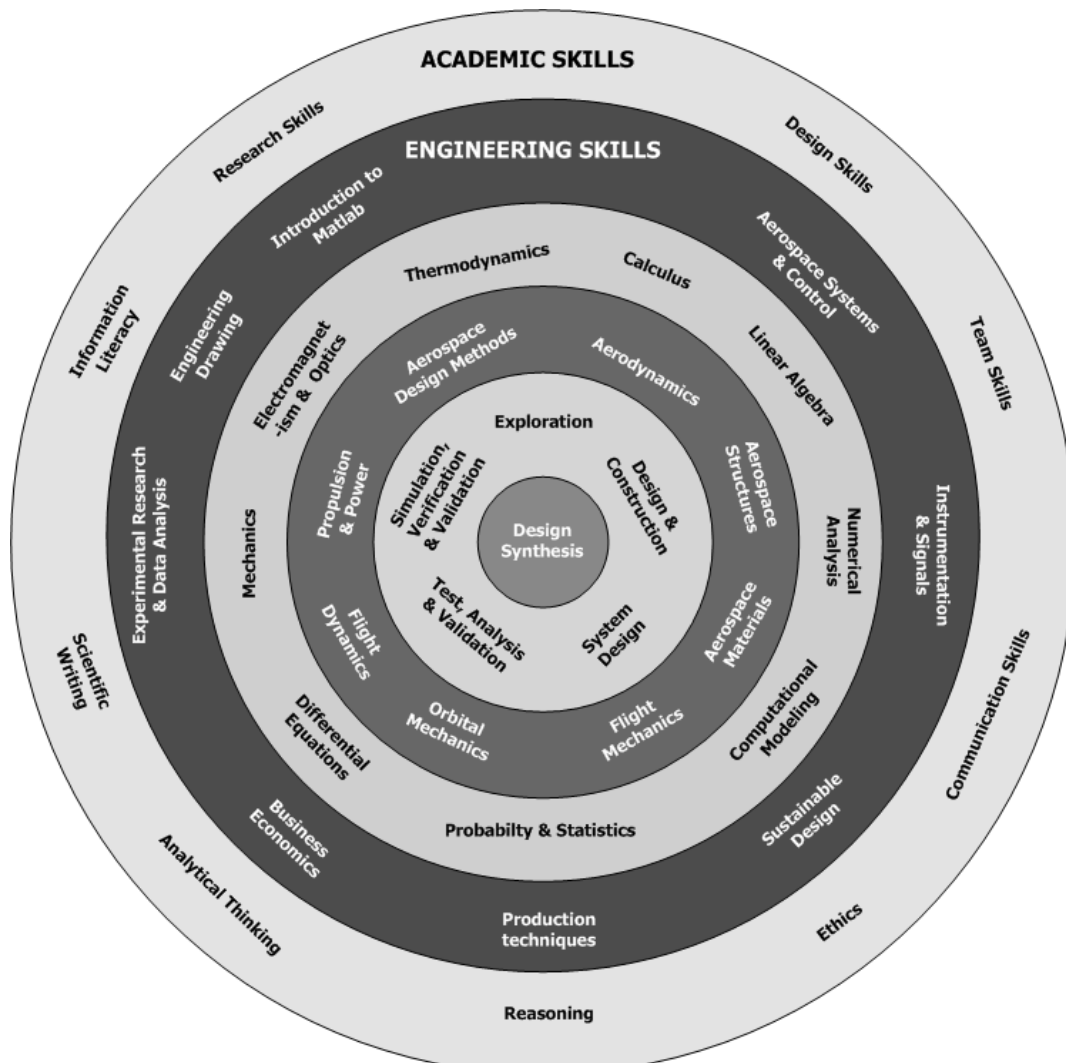 ACADEMIC SKILLS
Research Skills
Design Skills
Information
Literacy
Team Skills
Scientific
Writing
Communication Skills
Analytical Thinking
Ethics
Reasoning
ENGINEERING SKILLS
Introduction to
Matlab
Aerospace Systems
& Control
Engineering
Drawing
Experimental Research
& Data Analysis
Instrumentation
& Signals
Business
Economics
Sustainable
Design
Production
techniques
Thermodynamics
Calculus
Electromagnet
-ism & Optics
Linear Algebra
Mechanics
Numerical
Analysis
Differential
Equations
Computational
Modeling
Probabilty & Statistics
Aerospace
Design Methods
Aerodynamics
Propulsion
& Power
Aerospace
Structures
Flight
Dynamics
Aerospace
Materials
Orbital
Mechanics
Flight
Mechanics
Exploration
Simulation,
Verification
& Validation
Design &
Construction
Test, Analysis
& Validation
System
Design
Design
Synthesis